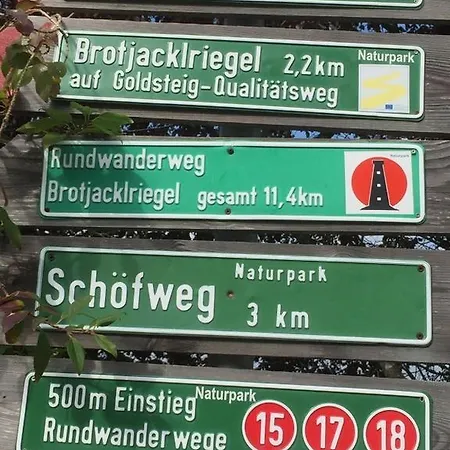 Brotjacklriegel 2,2km Naturpark
auf Goldsteig-Qualitätsweg
Rundwanderweg Naturpark
Brotjacklriegel gesamt 11,4km
Naturpark
Schöfweg 3 km
500m Einstieg Naturpark
Rundwanderwege 15 17 18